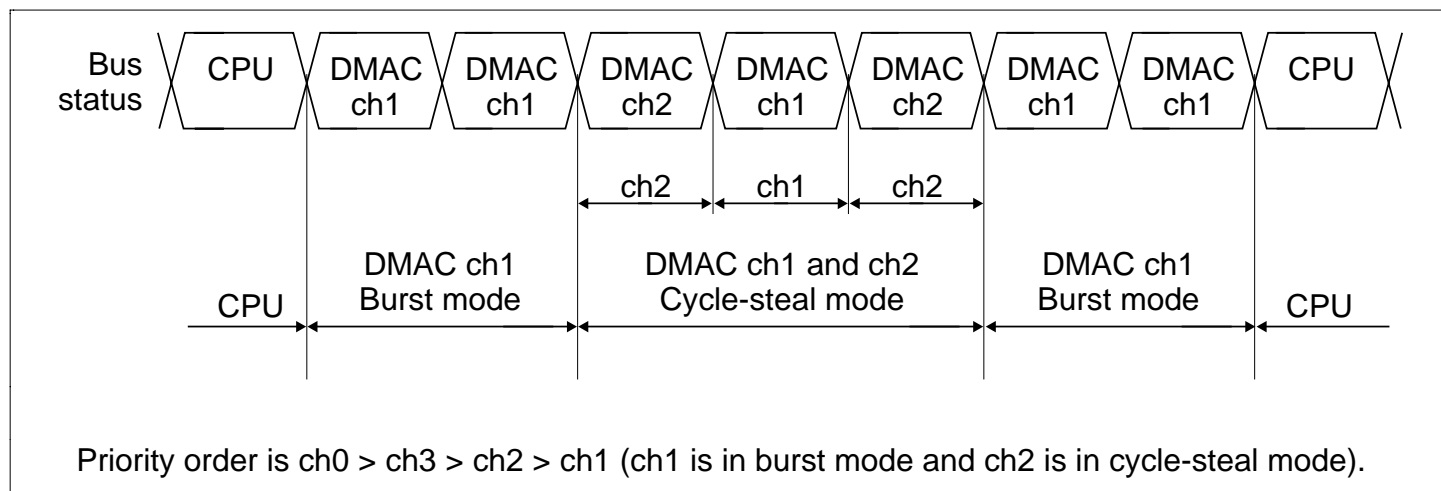 Bus status
CPU
DMAC ch1
DMAC ch1
DMAC ch2
DMAC ch1
DMAC ch2
DMAC ch1
DMAC ch1
CPU
ch2
ch1
ch2
CPU
DMAC ch1
Burst mode
DMAC ch1 and ch2
Cycle-steal mode
DMAC ch1
Burst mode
CPU
Priority order is ch0 > ch3 > ch2 > ch1 (ch1 is in burst mode and ch2 is in cycle-steal mode).